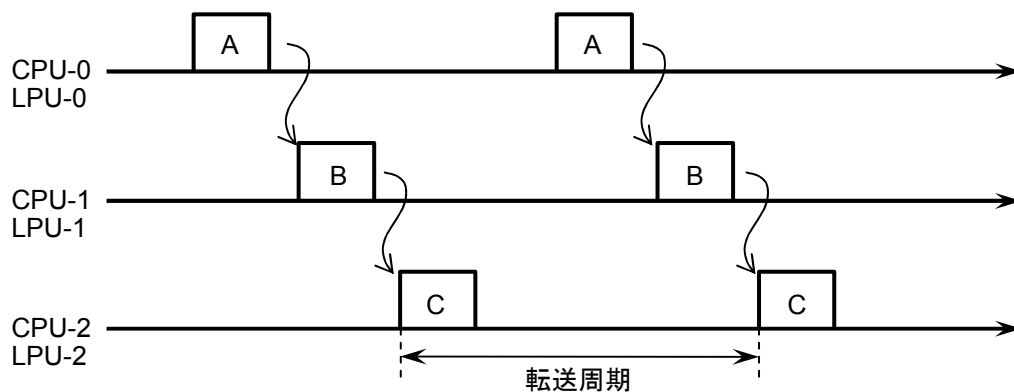 A
A
CPU-0
LPU-0
B
B
CPU-1
LPU-1
C
C
CPU-2
LPU-2
転送周期